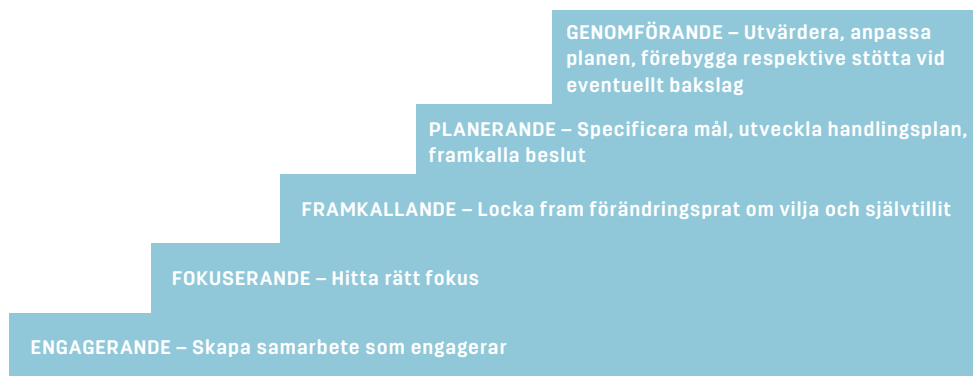 GENOMFÖRANDE – Utvärdera, anpassa
planen, förebygga respektive stötta vid
eventuellt bakslag
PLANERANDE – Specificera mål, utveckla handlingsplan,
framkalla beslut
FRAMKALLANDE – Locka fram förändringsprat om vilja och självtillit
FOKUSERANDE – Hitta rätt fokus
ENGAGERANDE – Skapa samarbete som engagerar